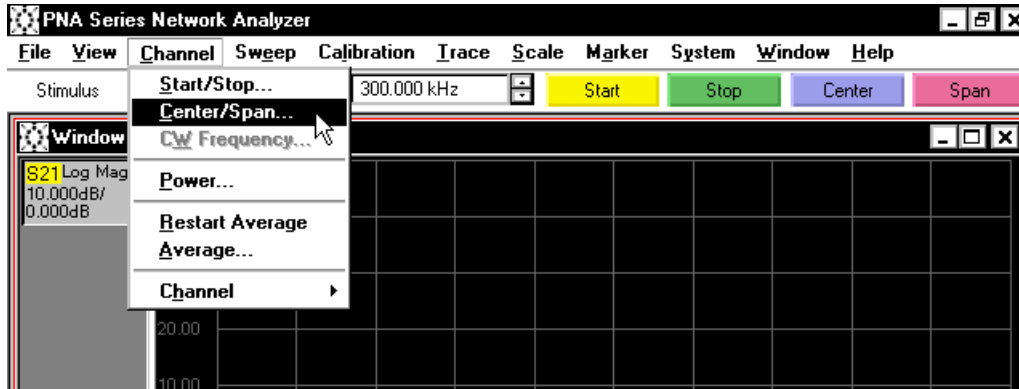 PNA Series Network Analyzer
File View Channel Sweep Calibration Trace Scale Marker System Window Help
Stimulus 300.000 kHz Start Stop Center Span
Start/Stop...
Center/Span...
CW Frequency...
Power...
Restart Average
Average...
Channel
Window
S21 Log Mag
10.000dB/
0.000dB
20.00
10.00